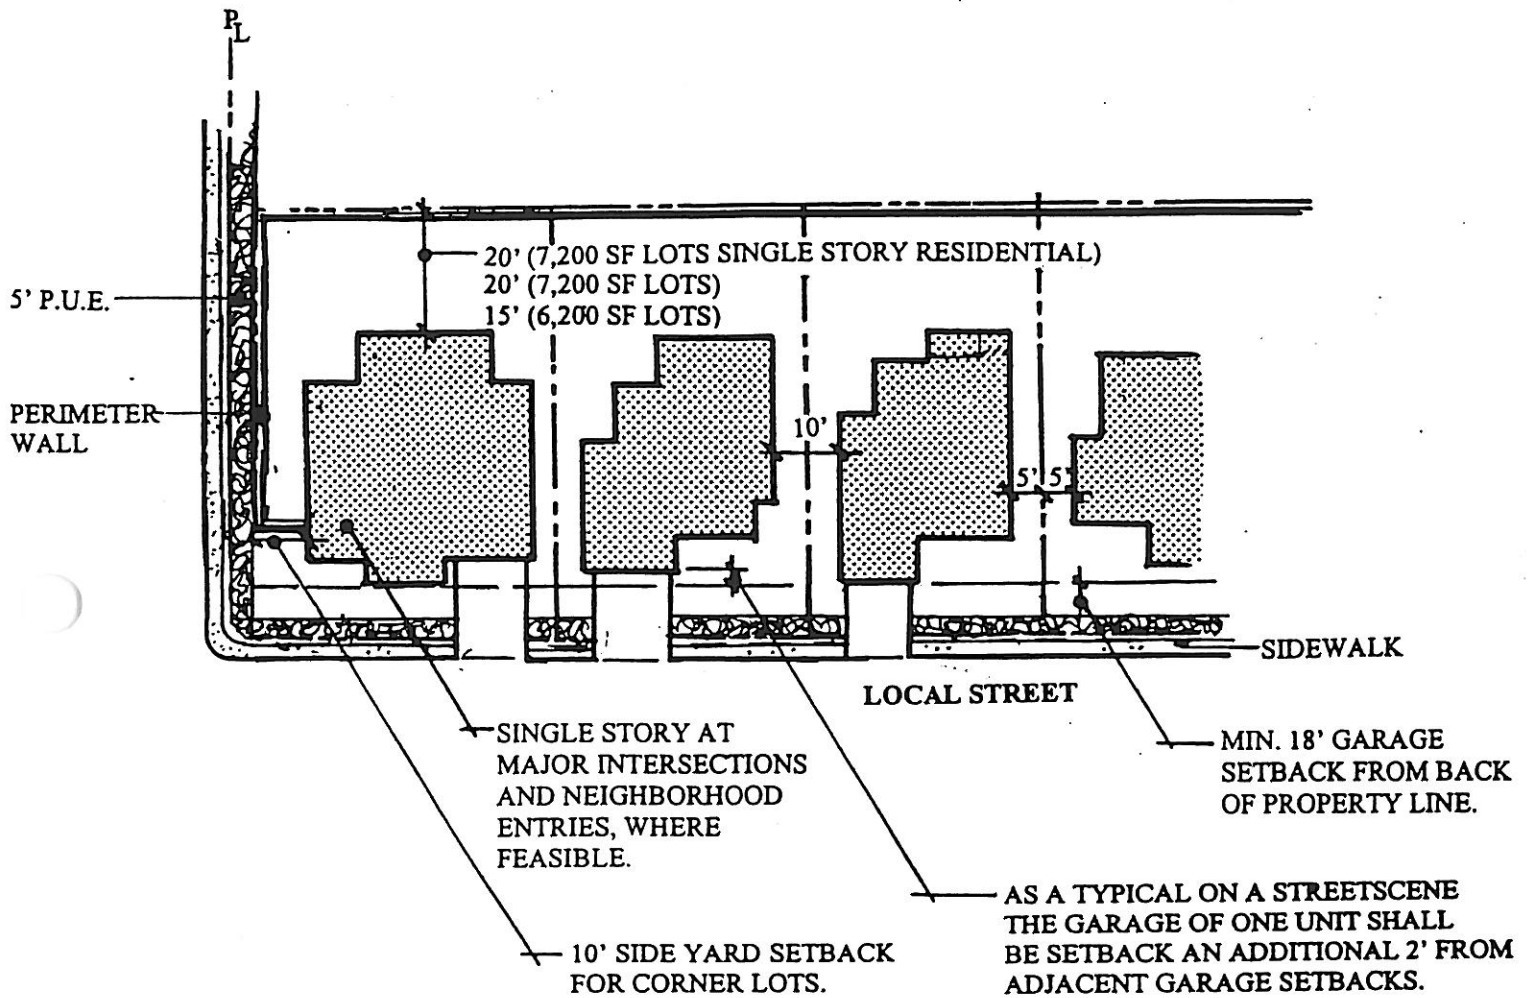 PL
20' (7,200 SF LOTS SINGLE STORY RESIDENTIAL)
20' (7,200 SF LOTS)
15' (6,200 SF LOTS)
5' P.U.E.
PERIMETER
WALL
10'
5' 5'
SIDEWALK
LOCAL STREET
SINGLE STORY AT
MAJOR INTERSECTIONS
AND NEIGHBORHOOD
ENTRIES, WHERE
FEASIBLE.
MIN. 18' GARAGE
SETBACK FROM BACK
OF PROPERTY LINE.
10' SIDE YARD SETBACK
FOR CORNER LOTS.
AS A TYPICAL ON A STREETSCENE
THE GARAGE OF ONE UNIT SHALL
BE SETBACK AN ADDITIONAL 2' FROM
ADJACENT GARAGE SETBACKS.